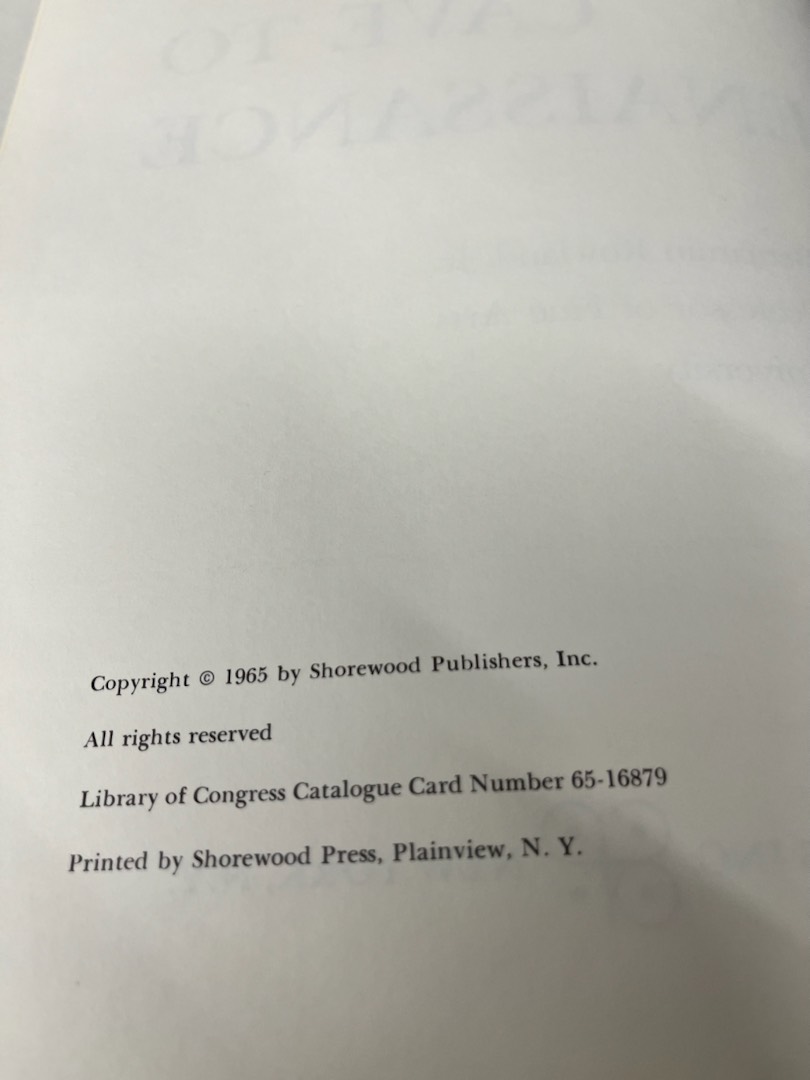 Copyright © 1965 by Shorewood Publishers, Inc.
All rights reserved
Library of Congress Catalogue Card Number 65-16879
Printed by Shorewood Press, Plainview, N. Y.